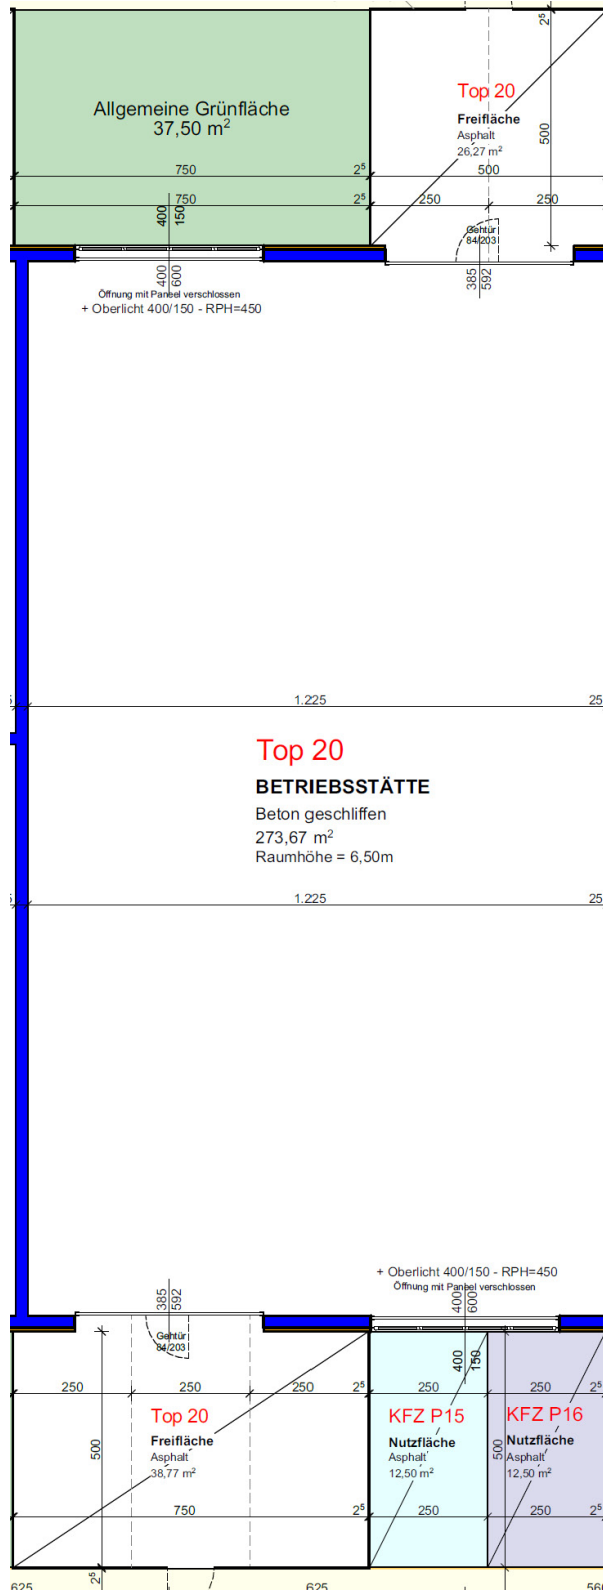 2⁵
Top 20
Allgemeine Grünfläche
37,50 m²
Freifläche
Asphalt
26,27 m²
500
750
2⁵
500
750
2⁵
250
250
400
150
Gehtür
84/203
400
600
385
592
Öffnung mit Paneel verschlossen
+ Oberlicht 400/150 - RPH=450
1.225
25
Top 20
BETRIEBSSTÄTTE
Beton geschliffen
273,67 m²
Raumhöhe = 6,50m
1.225
25
+ Oberlicht 400/150 - RPH=450
Öffnung mit Paneel verschlossen
385
592
400
600
Gehtür
84/203
400
150
250
250
250
2⁵
250
250
2⁵
Top 20
KFZ P15
KFZ P16
Freifläche
Nutzfläche
Nutzfläche
Asphalt
Asphalt
Asphalt
38,77 m²
12,50 m²
12,50 m²
500
500
750
2⁵
250
250
2⁵
2⁵
625
625